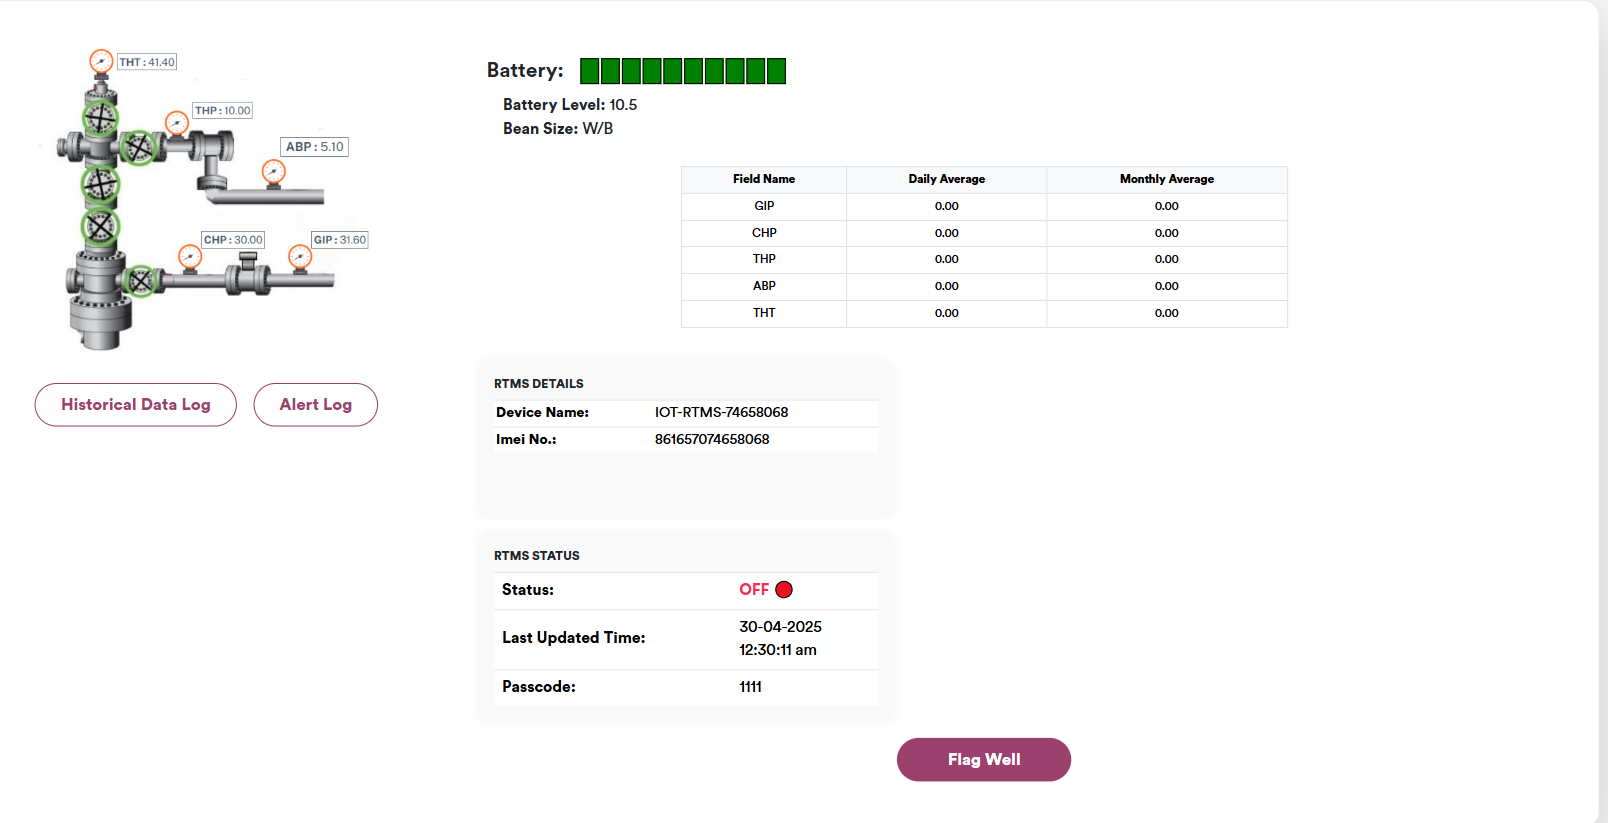 THT : 41.40
THP : 10.00
ABP : 5.10
CHP : 30.00
GIP : 31.60
Historical Data Log
Alert Log
Battery:
Battery Level: 10.5
Bean Size: W/B
Field Name Daily Average Monthly Average
GIP 0.00 0.00
CHP 0.00 0.00
THP 0.00 0.00
ABP 0.00 0.00
THT 0.00 0.00
RTMS DETAILS
Device Name: IOT-RTMS-74658068
Imei No.: 861657074658068
RTMS STATUS
Status: OFF
Last Updated Time: 30-04-2025
12:30:11 am
Passcode: 1111
Flag Well